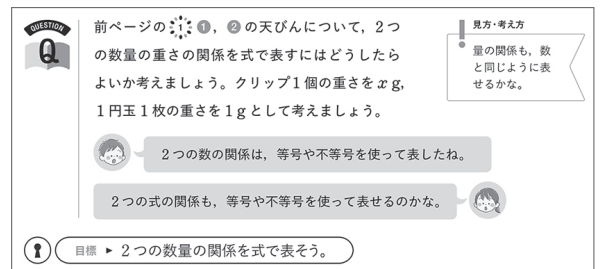 QUESTION
Q
前ページの 1 ❶，❷ の天びんについて，2つ
の数量の重さの関係を式で表すにはどうしたら
よいか考えましょう。クリップ1個の重さを x g，
1円玉1枚の重さを1gとして考えましょう。
見方・考え方
量の関係も，数
と同じように表
せるかな。
2つの数の関係は，等号や不等号を使って表したね。
2つの式の関係も，等号や不等号を使って表せるのかな。
目標 ▶ 2つの数量の関係を式で表そう。